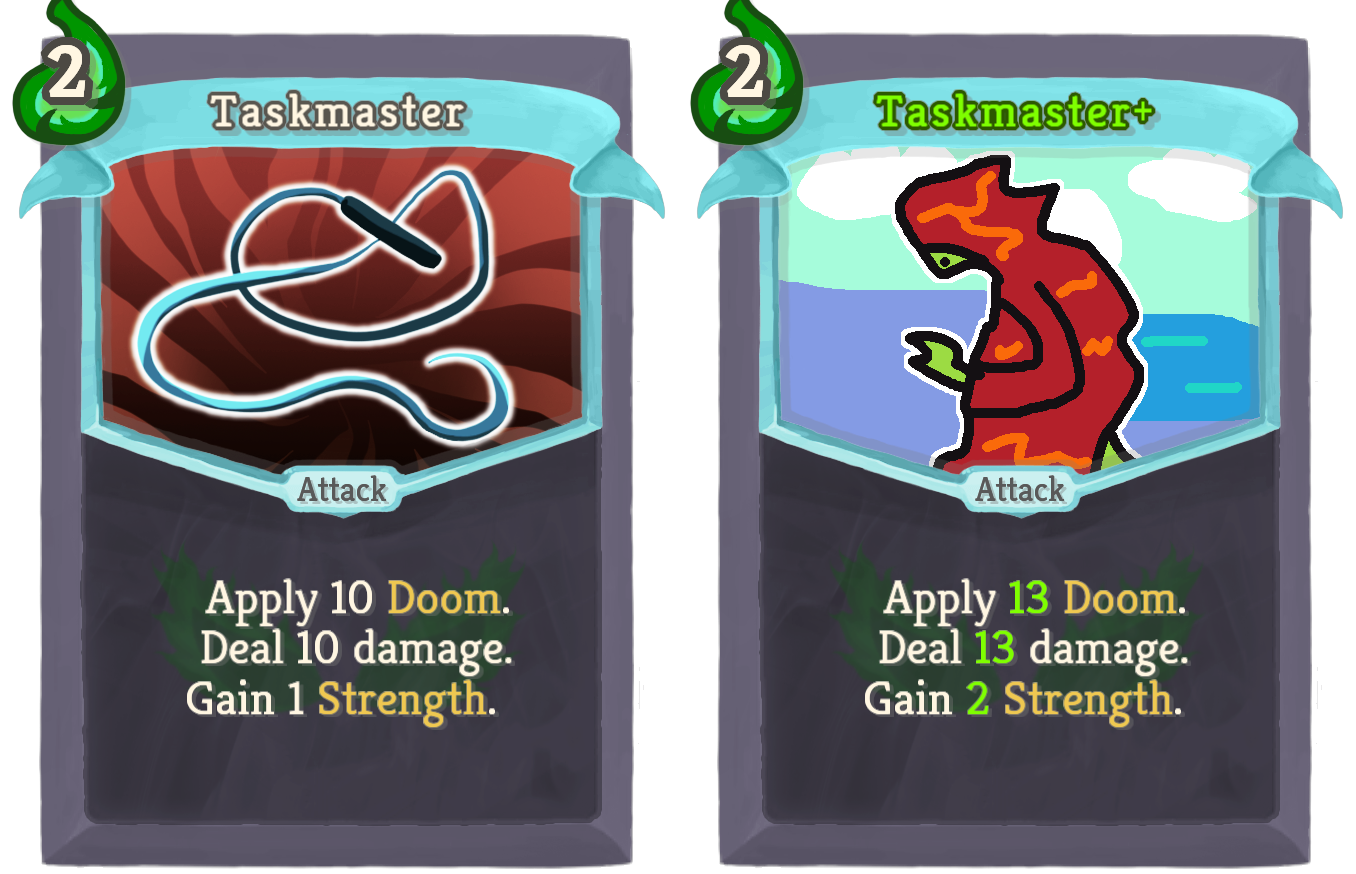 2
Taskmaster
Attack
Apply 10 Doom.
Deal 10 damage.
Gain 1 Strength.
2
Taskmaster+
Attack
Apply 13 Doom.
Deal 13 damage.
Gain 2 Strength.